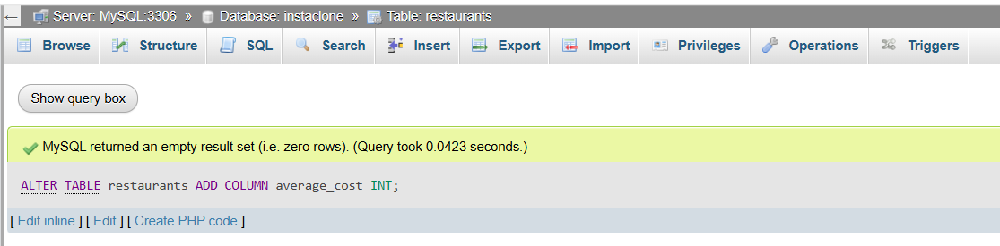 Server: MySQL:3306 » Database: instaclone » Table: restaurants
Browse Structure SQL Search Insert Export Import Privileges Operations Triggers
Show query box
MySQL returned an empty result set (i.e. zero rows). (Query took 0.0423 seconds.)
ALTER TABLE restaurants ADD COLUMN average_cost INT;
[ Edit inline ] [ Edit ] [ Create PHP code ]